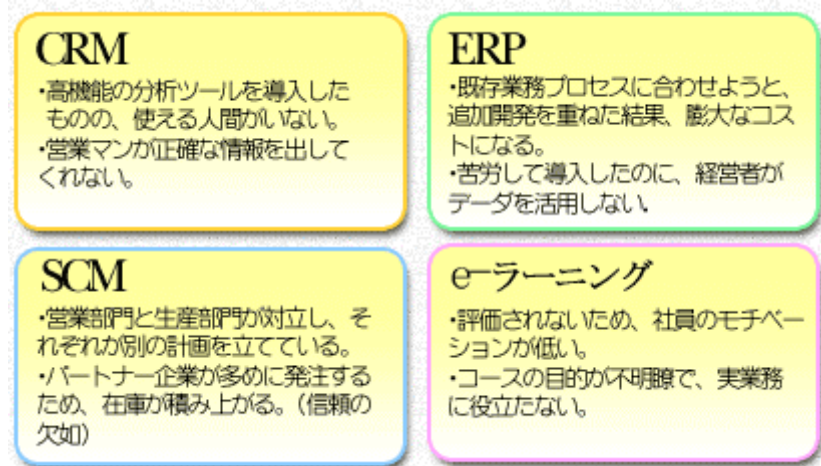 CRM
・高機能の分析ツールを導入した
ものの、使える人間がいない。
・営業マンが正確な情報を出して
くれない。
ERP
・既存業務プロセスに合わせようと、
追加開発を重ねた結果、膨大なコス
トになる。
・苦労して導入したのに、経営者が
データを活用しない。
SCM
・営業部門と生産部門が対立し、そ
れぞれが別の計画を立てている。
・パートナー企業が多めに発注する
ため、在庫が積み上がる。（信頼の
欠如）
e-ラーニング
・評価されないため、社員のモチベー
ションが低い。
・コースの目的が不明瞭で、実業務
に役立たない。